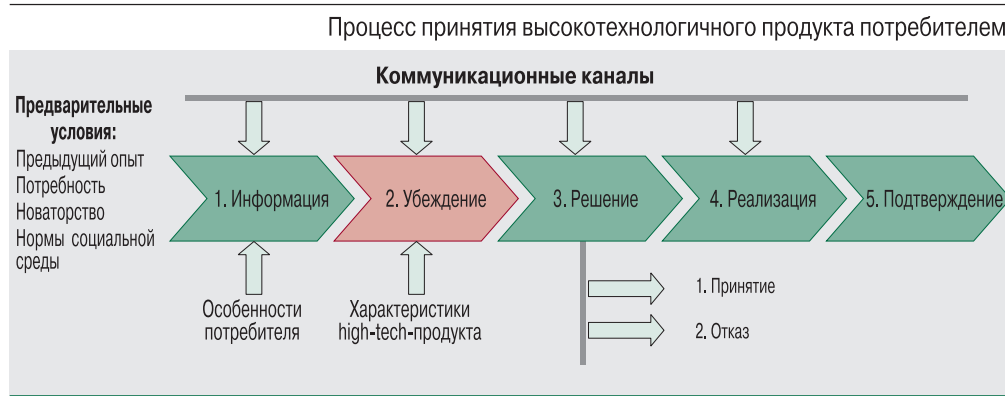 Процесс принятия высокотехнологичного продукта потребителем
Коммуникационные каналы
Предварительные
условия:
Предыдущий опыт
Потребность
Новаторство
Нормы социальной
среды
1. Информация
2. Убеждение
3. Решение
4. Реализация
5. Подтверждение
Особенности
потребителя
Характеристики
high-tech-продукта
1. Принятие
2. Отказ